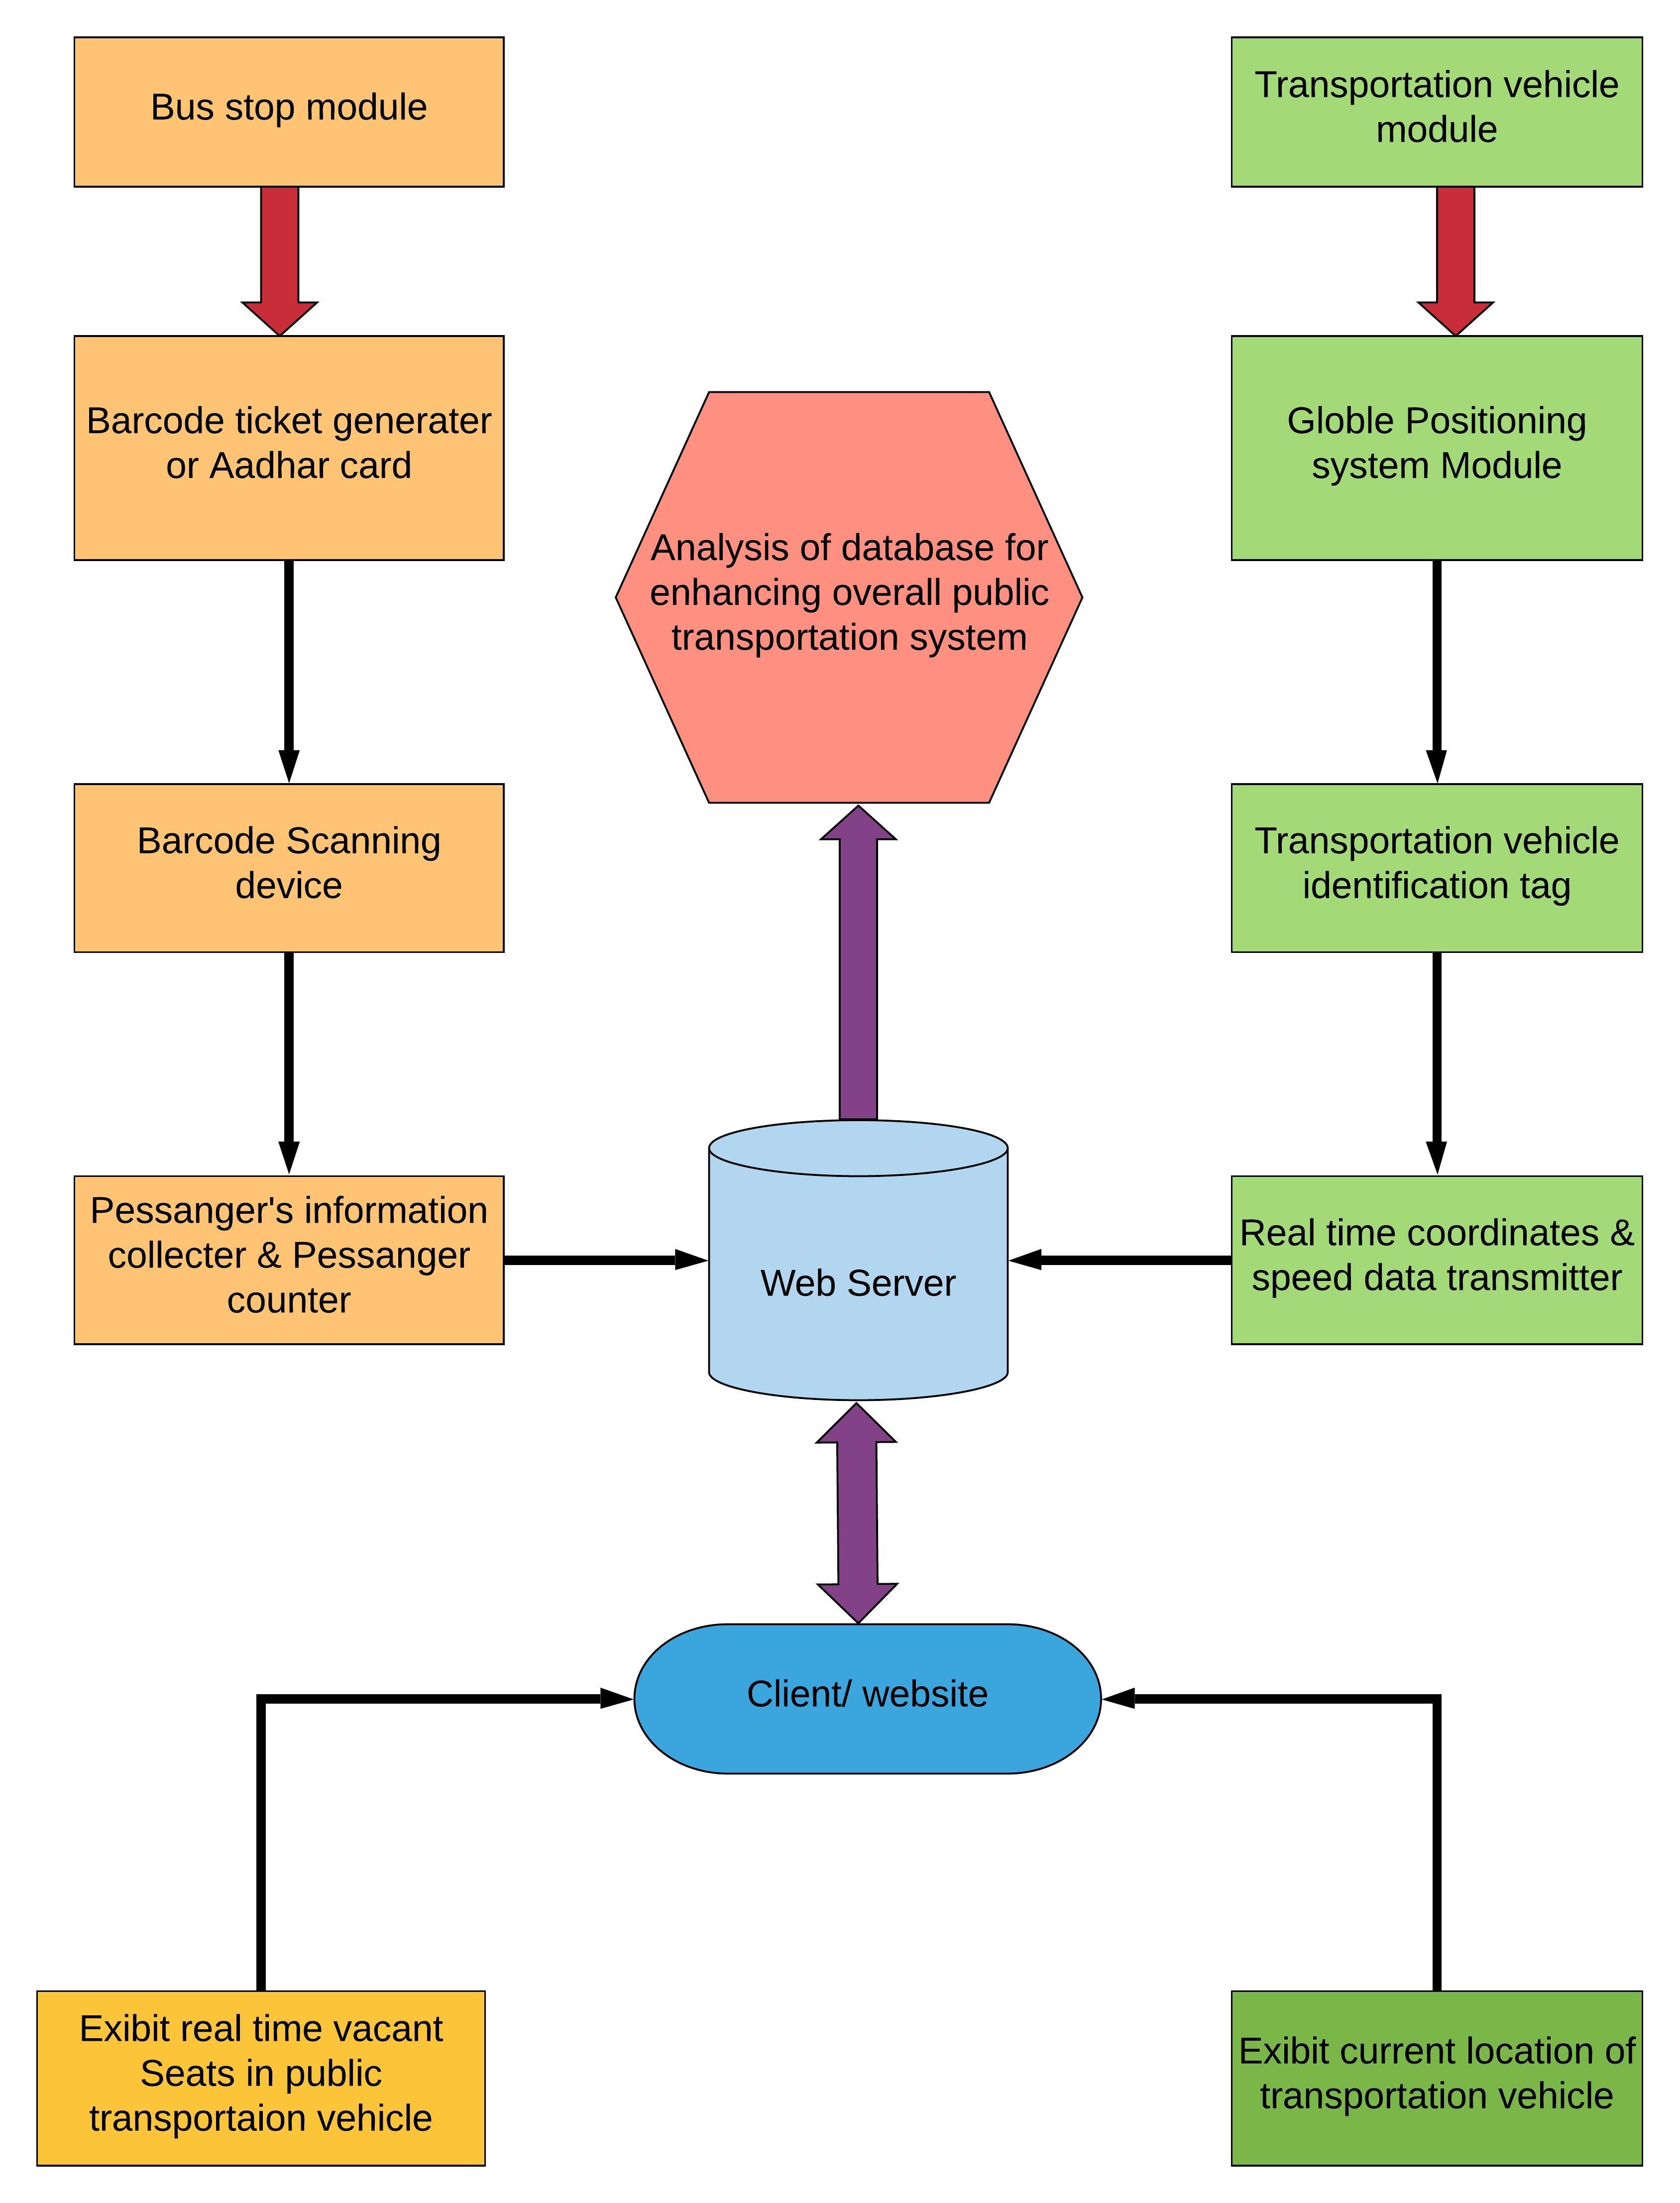 Bus stop module
Transportation vehicle
module
Barcode ticket generater
or Aadhar card
Globle Positioning
system Module
Analysis of database for
enhancing overall public
transportation system
Barcode Scanning
device
Transportation vehicle
identification tag
Pessanger's information
collecter & Pessanger
counter
Web Server
Real time coordinates &
speed data transmitter
Client/ website
Exibit real time vacant
Seats in public
transportaion vehicle
Exibit current location of
transportation vehicle